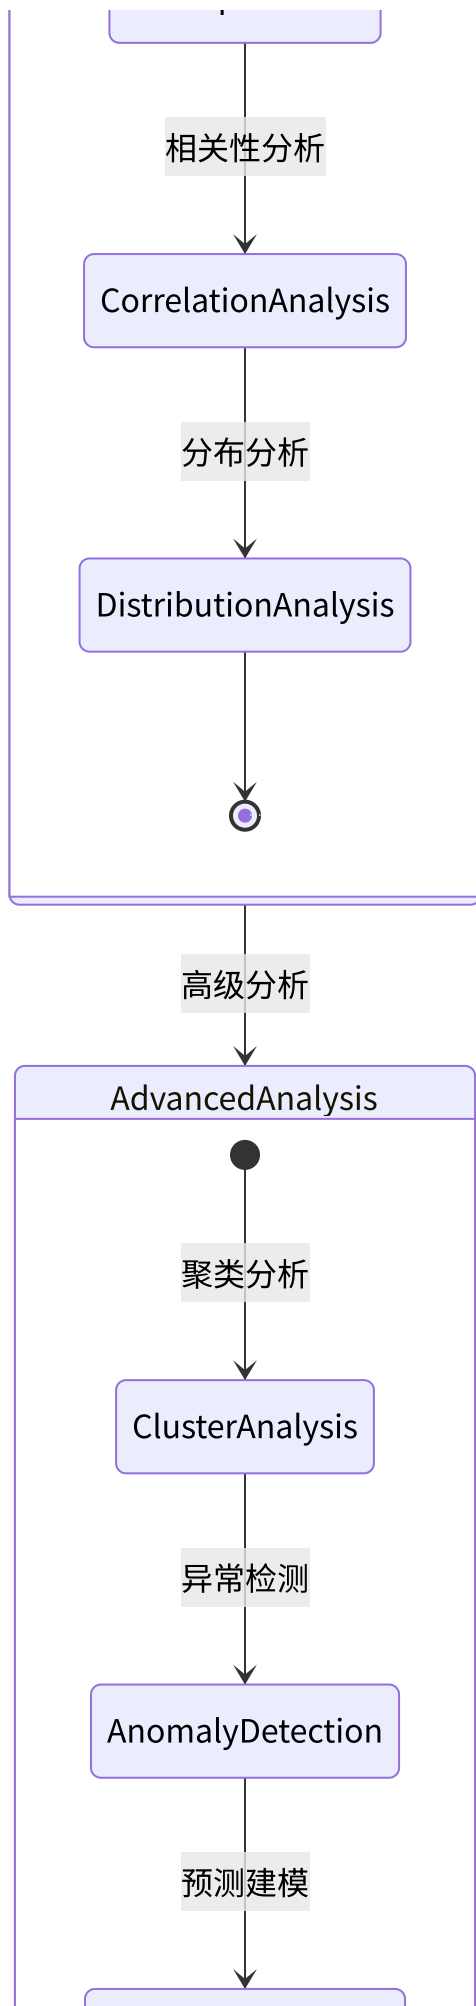 相关性分析
CorrelationAnalysis
分布分析
DistributionAnalysis
高级分析
AdvancedAnalysis
聚类分析
ClusterAnalysis
异常检测
AnomalyDetection
预测建模